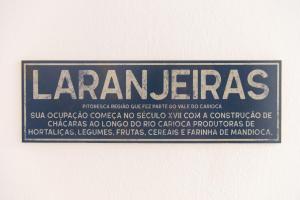 LARANJEIRAS
PITORESCA REGIÃO QUE FEZ PARTE DO VALE DO CARIOCA
SUA OCUPAÇÃO COMEÇA NO SÉCULO XVII COM A CONSTRUÇÃO DE
CHÁCARAS AO LONGO DO RIO CARIOCA PRODUTORAS DE
HORTALIÇAS, LEGUMES, FRUTAS, CEREAIS E FARINHA DE MANDIOCA.